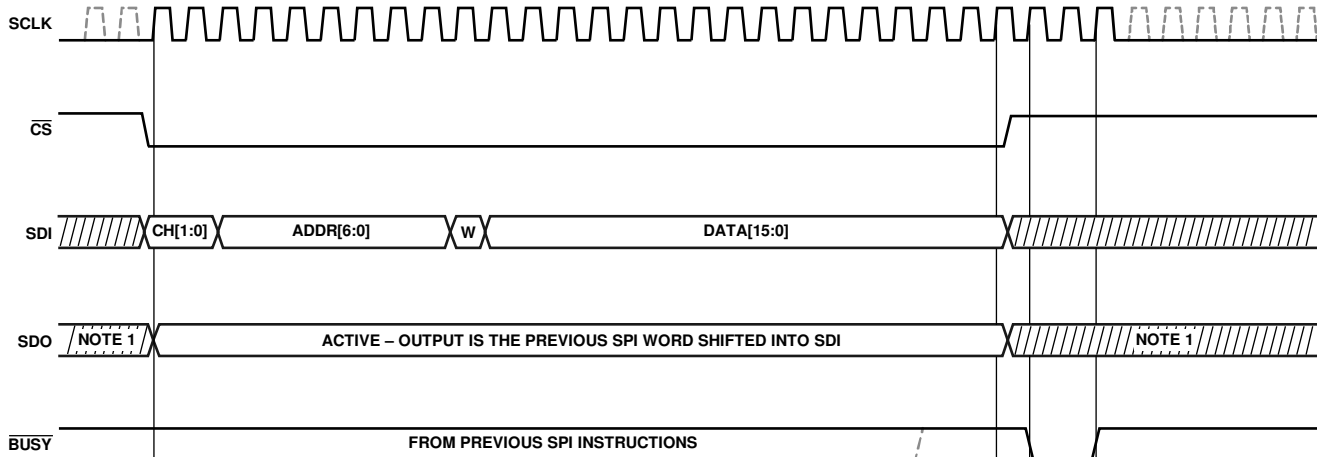 SCLK
CS
SDI CH[1:0] ADDR[6:0] W DATA[15:0]
SDO NOTE 1 ACTIVE – OUTPUT IS THE PREVIOUS SPI WORD SHIFTED INTO SDI NOTE 1
BUSY FROM PREVIOUS SPI INSTRUCTIONS